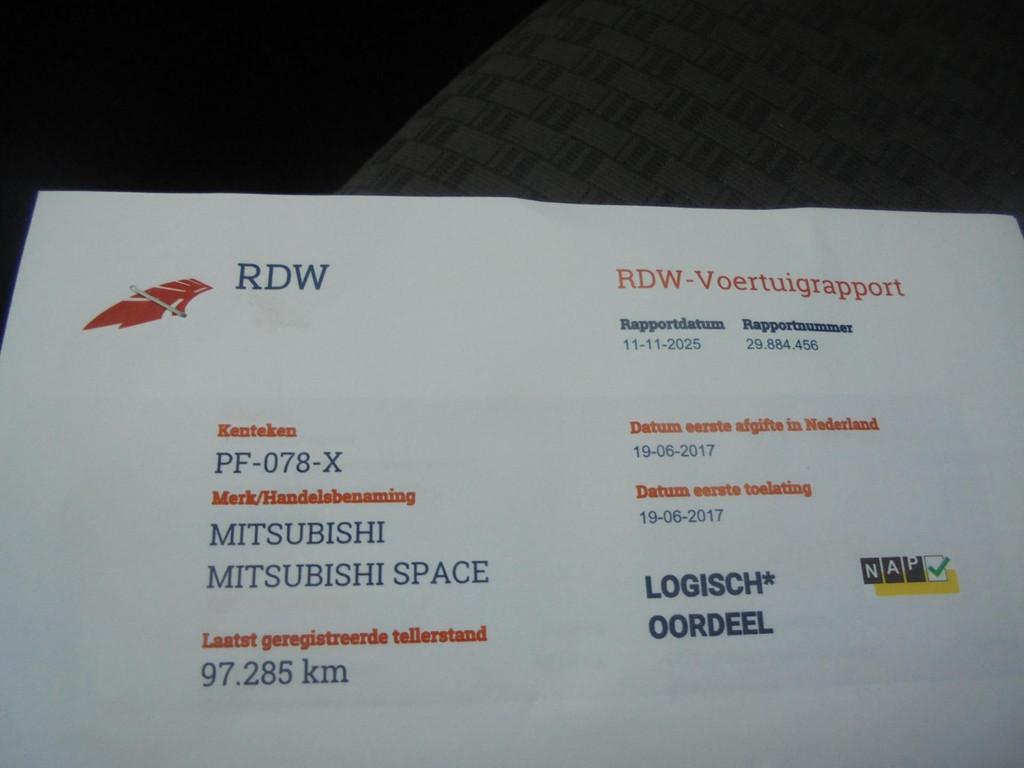 RDW
RDW-Voertuigrapport
Rapportdatum Rapportnummer
11-11-2025 29.884.456
Kenteken
PF-078-X
Merk/Handelsbenaming
MITSUBISHI
MITSUBISHI SPACE
Laatst geregistreerde tellerstand
97.285 km
Datum eerste afgifte in Nederland
19-06-2017
Datum eerste toelating
19-06-2017
LOGISCH*
OORDEEL
NAP